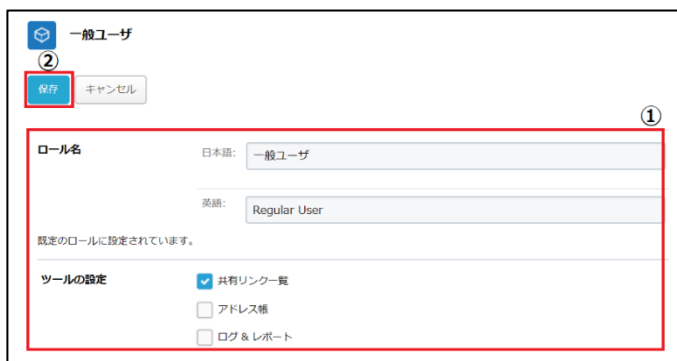 一般ユーザ
②
保存 キャンセル
①
ロール名 日本語: 一般ユーザ
英語: Regular User
既定のロールに設定されています。
ツールの設定 共有リンク一覧
アドレス帳
ログ & レポート